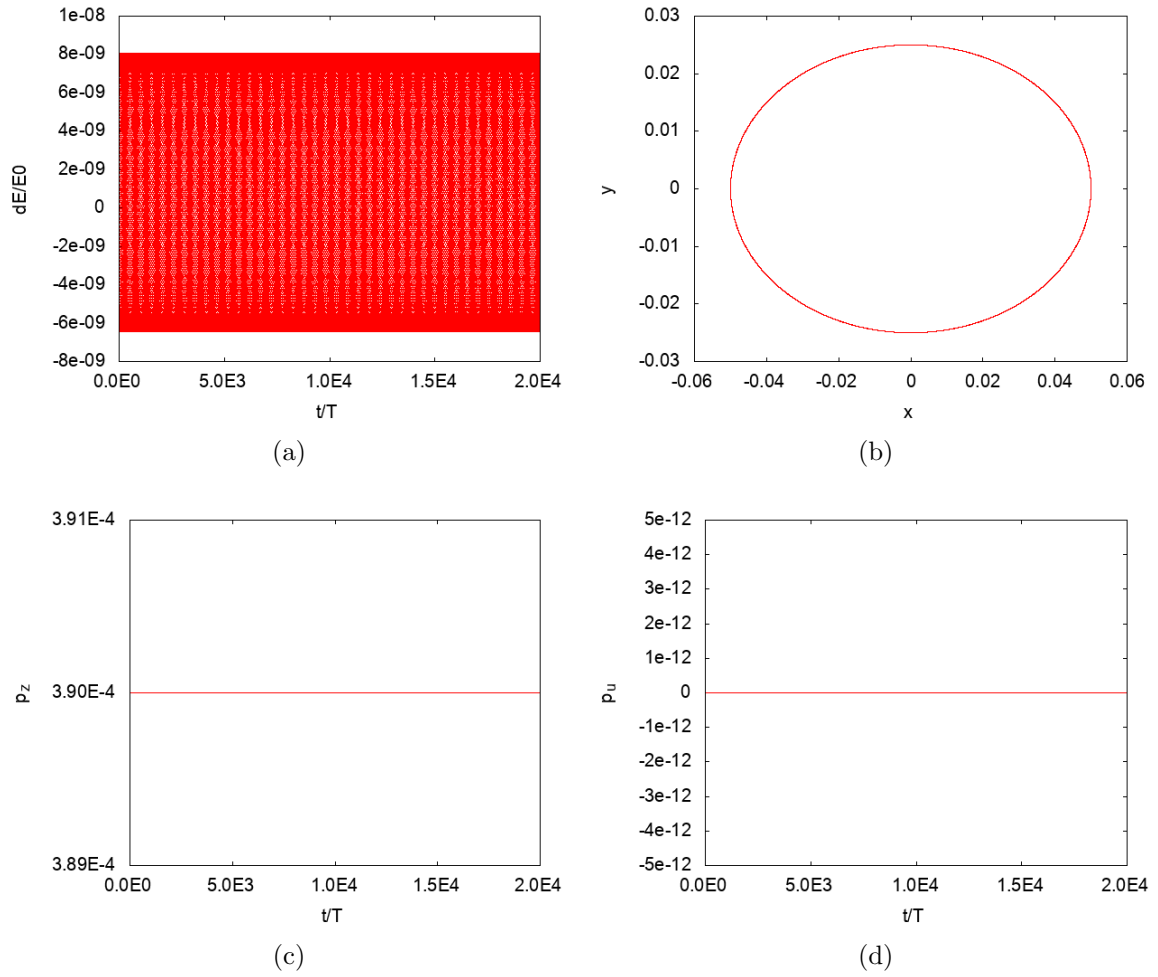 1e-08
8e-09
6e-09
4e-09
2e-09
0
-2e-09
-4e-09
-6e-09
-8e-09
dE/E0
0.0E0 5.0E3 1.0E4 1.5E4 2.0E4
t/T
(a)
0.03
0.02
0.01
0
-0.01
-0.02
-0.03
y
-0.06 -0.04 -0.02 0 0.02 0.04 0.06
x
(b)
3.91E-4
3.90E-4
3.89E-4
p_z
0.0E0 5.0E3 1.0E4 1.5E4 2.0E4
t/T
(c)
5e-12
4e-12
3e-12
2e-12
1e-12
0
-1e-12
-2e-12
-3e-12
-4e-12
-5e-12
p_u
0.0E0 5.0E3 1.0E4 1.5E4 2.0E4
t/T
(d)